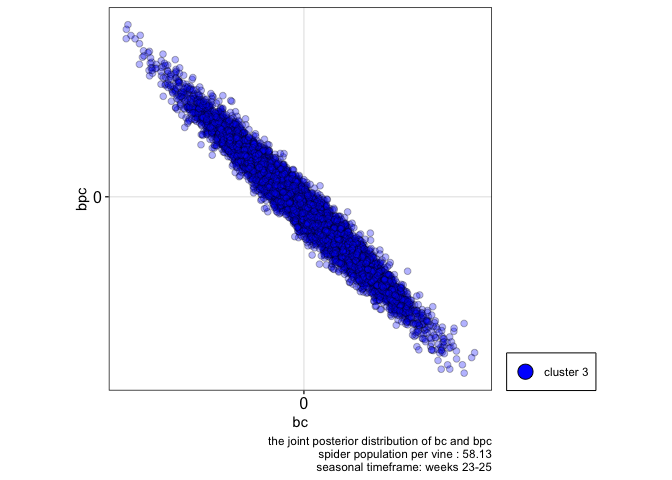 bpc
0
0
bc
cluster 3
the joint posterior distribution of bc and bpc
spider population per vine : 58.13
seasonal timeframe: weeks 23-25